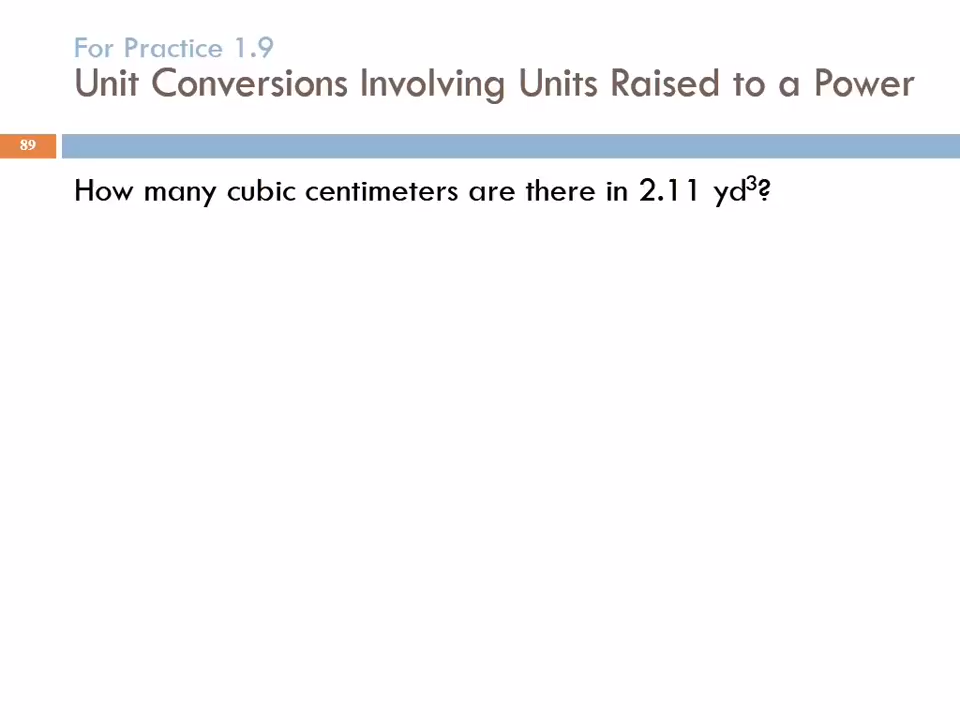 For Practice 1.9
Unit Conversions Involving Units Raised to a Power
89
How many cubic centimeters are there in 2.11 yd³?